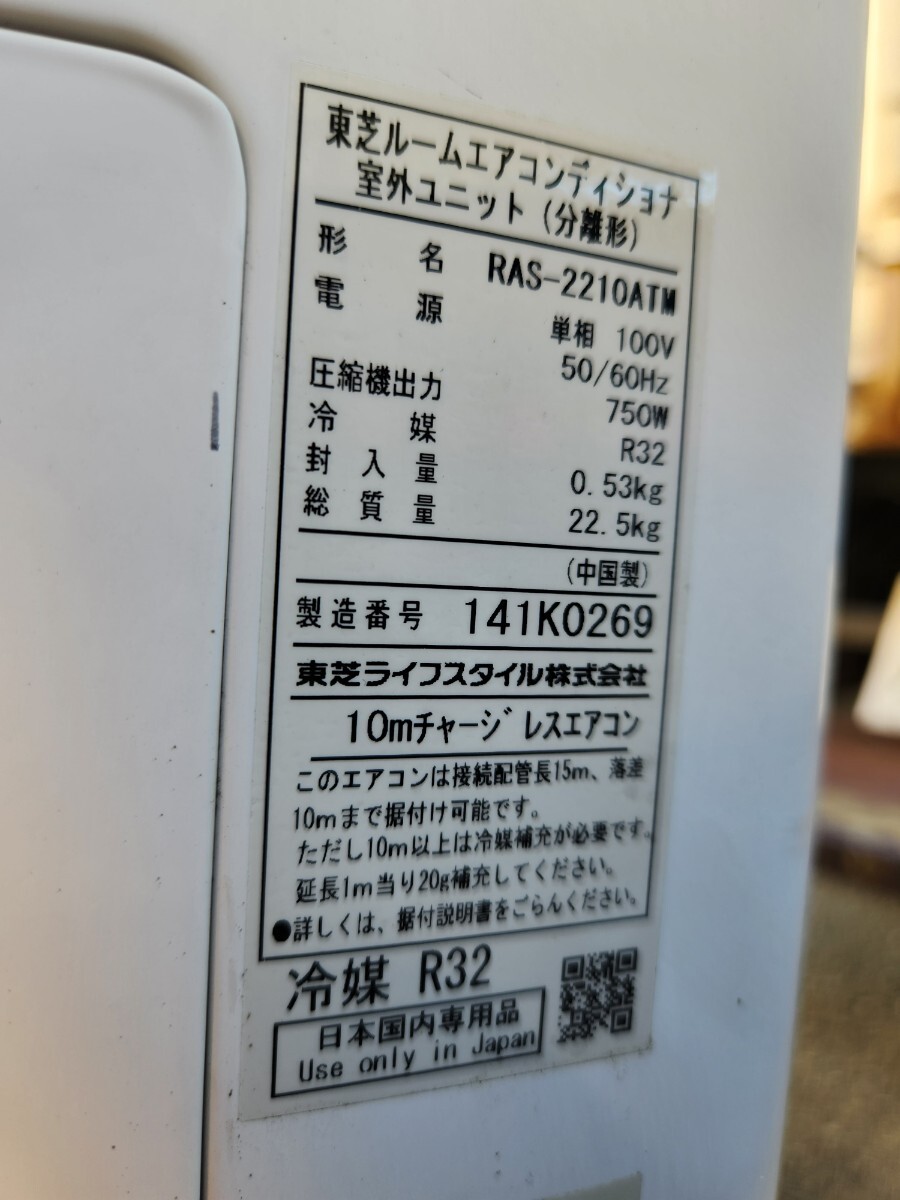 東芝ルームエアコンディショナ
室外ユニット (分離形)
形名 RAS-2210ATM
電源 単相 100V
50/60Hz
圧縮機出力 750W
冷媒 R32
封入量 0.53kg
総質量 22.5kg
(中国製)
製造番号 141K0269
東芝ライフスタイル株式会社
10mチャージレスエアコン
このエアコンは接続配管長15m、落差
10mまで据付け可能です。
ただし10m以上は冷媒補充が必要です。
延長1m当り20g補充してください。
●詳しくは、据付説明書をごらんください。
冷媒 R32
日本国内専用品
Use only in Japan